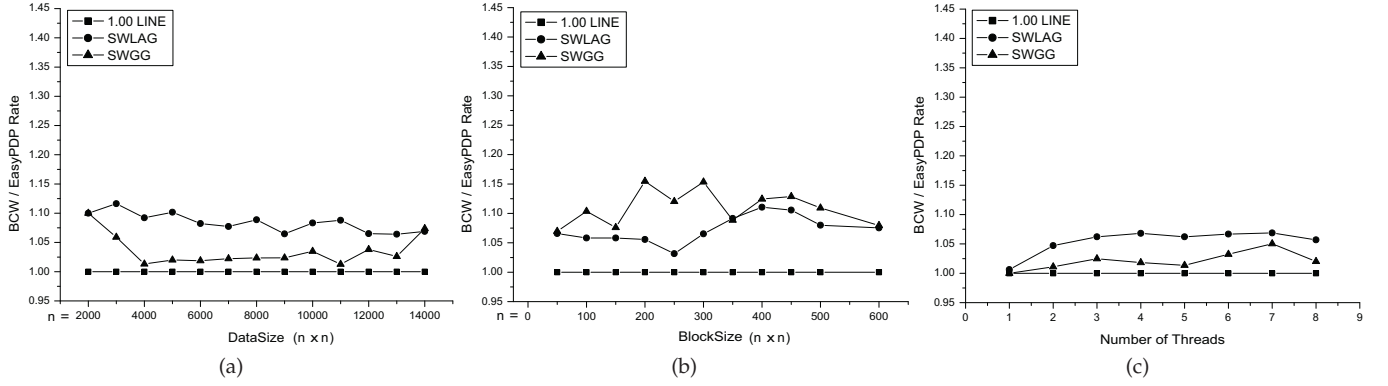 1.45
1.40
1.35
1.30
1.25
1.20
1.15
1.10
1.05
1.00
0.95
BCW / EasyPDP Rate
1.00 LINE
SWLAG
SWGG
n = 2000 4000 6000 8000 10000 12000 14000
DataSize (n x n)
(a)
1.45
1.40
1.35
1.30
1.25
1.20
1.15
1.10
1.05
1.00
0.95
BCW / EasyPDP Rate
1.00 LINE
SWLAG
SWGG
n = 0 100 200 300 400 500 600
BlockSize (n x n)
(b)
1.45
1.40
1.35
1.30
1.25
1.20
1.15
1.10
1.05
1.00
0.95
BCW / EasyPDP Rate
1.00 LINE
SWLAG
SWGG
0 1 2 3 4 5 6 7 8 9
Number of Threads
(c)